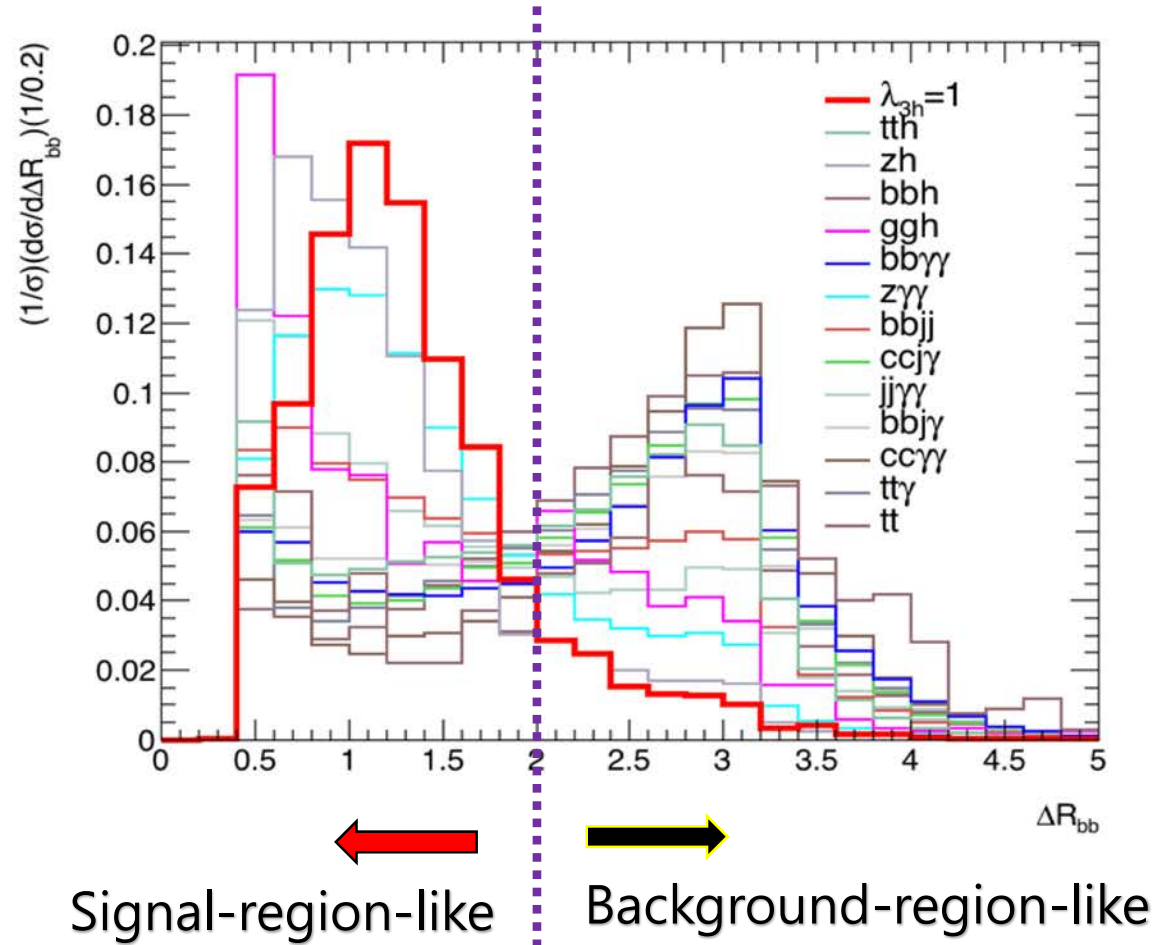 (1/σ)(dσ/dΔR_bb)(1/0.2)
0.2
0.18
0.16
0.14
0.12
0.1
0.08
0.06
0.04
0.02
0
λ_3h=1
tth
zh
bbh
ggh
bbγγ
zγγ
bbjj
ccjγ
jjγγ
bbjγ
ccγγ
ttγ
tt
0 0.5 1 1.5 2 2.5 3 3.5 4 4.5 5
ΔR_bb
Signal-region-like
Background-region-like